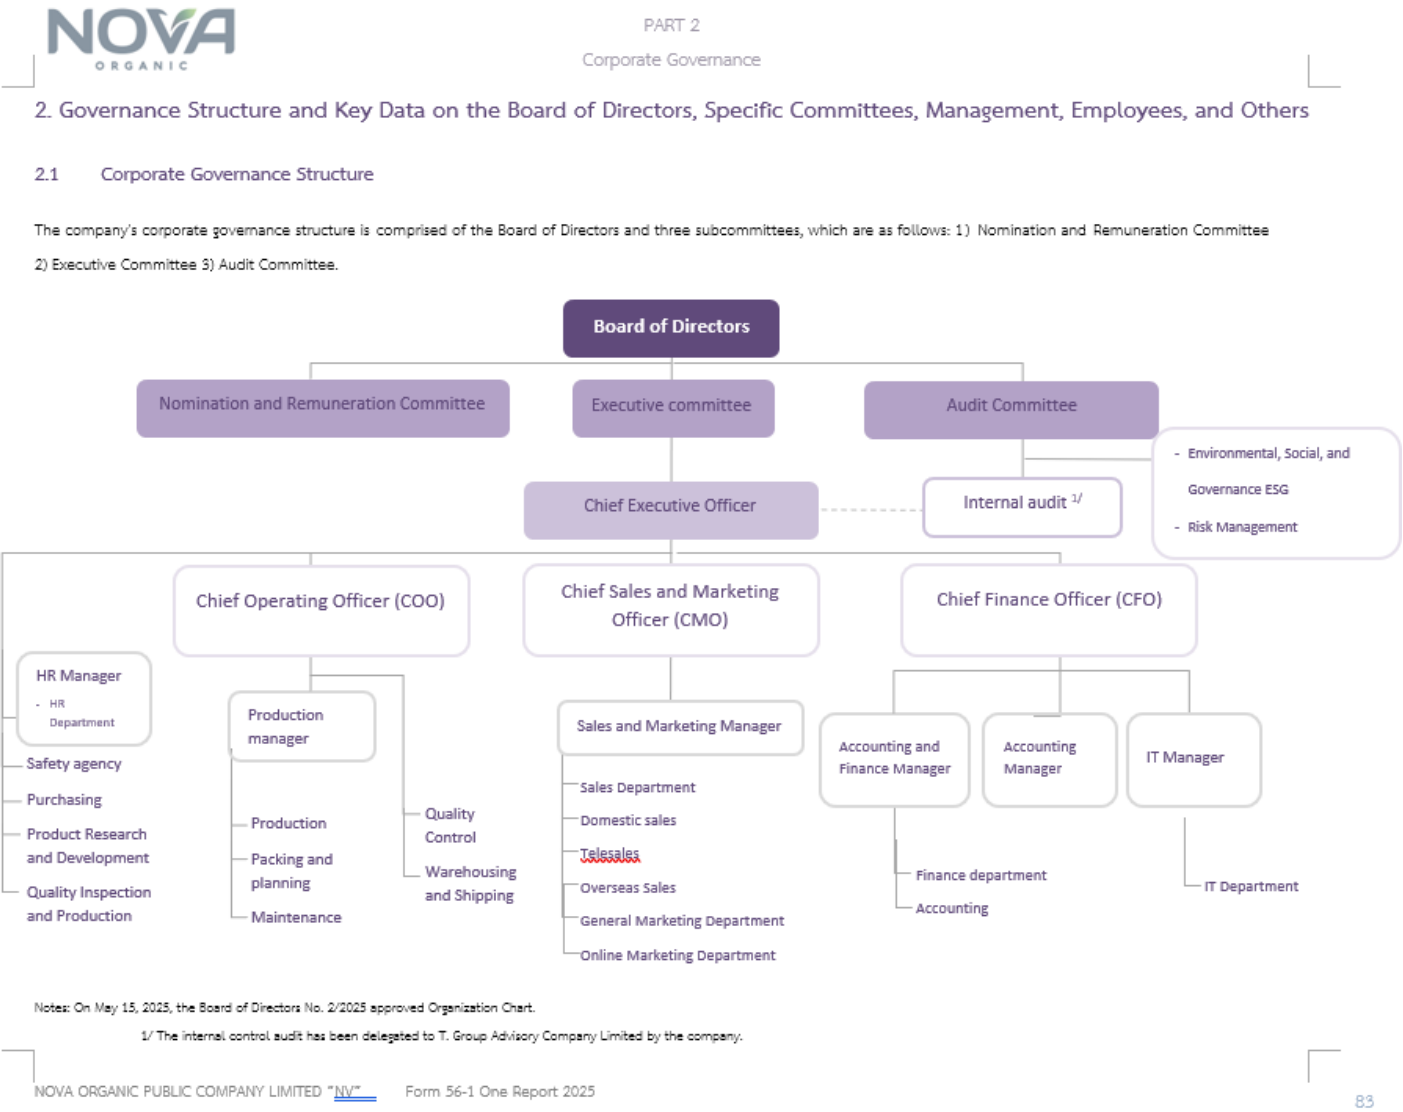 NOVA
ORGANIC
PART 2
Corporate Governance
2. Governance Structure and Key Data on the Board of Directors, Specific Committees, Management, Employees, and Others
2.1 Corporate Governance Structure
The company's corporate governance structure is comprised of the Board of Directors and three subcommittees, which are as follows: 1) Nomination and Remuneration Committee
2) Executive Committee 3) Audit Committee.
Board of Directors
Nomination and Remuneration Committee
Executive committee
Audit Committee
- Environmental, Social, and
Governance ESG
- Risk Management
Chief Executive Officer
Internal audit 1/
Chief Operating Officer (COO)
Chief Sales and Marketing
Officer (CMO)
Chief Finance Officer (CFO)
HR Manager
- HR
Department
Safety agency
Purchasing
Product Research
and Development
Quality Inspection
and Production
Production
manager
Production
Packing and
planning
Maintenance
Quality
Control
Warehousing
and Shipping
Sales and Marketing Manager
Sales Department
Domestic sales
Telesales
Overseas Sales
General Marketing Department
Online Marketing Department
Accounting and
Finance Manager
Accounting
Manager
IT Manager
Finance department
Accounting
IT Department
Notes: On May 15, 2025, the Board of Directors No. 2/2025 approved Organization Chart.
1/ The internal control audit has been delegated to T. Group Advisory Company Limited by the company.
NOVA ORGANIC PUBLIC COMPANY LIMITED "NV" Form 56-1 One Report 2025
83